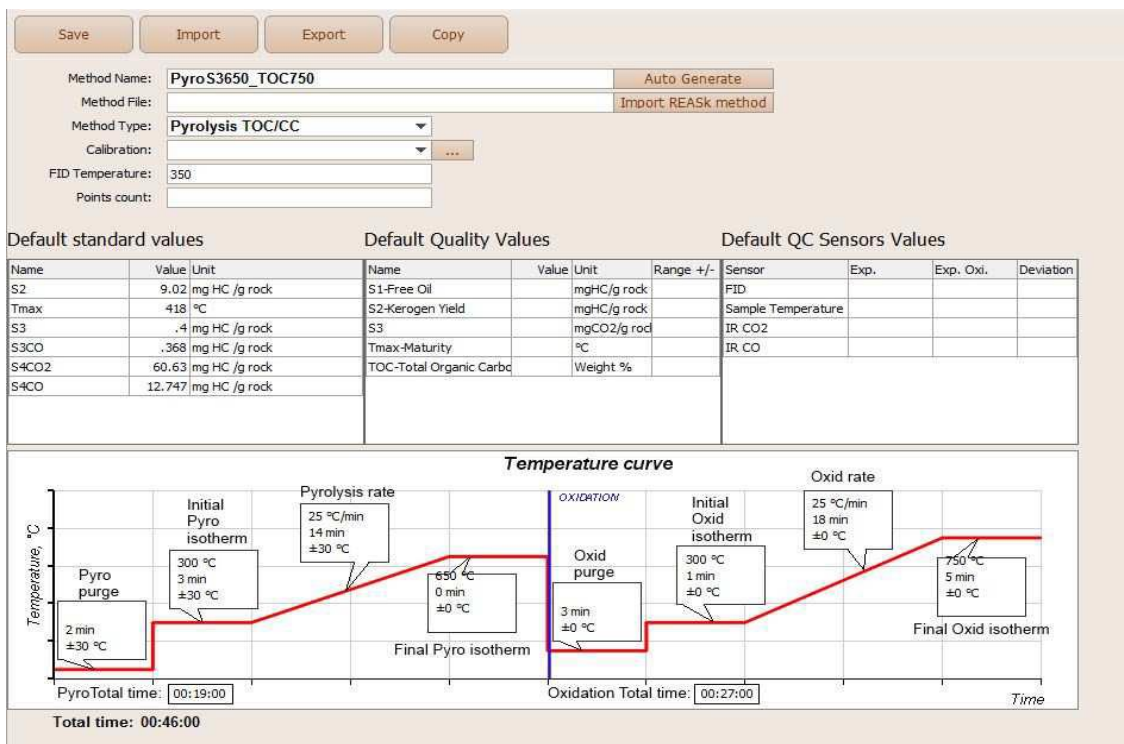 Save Import Export Copy
Method Name: PyroS3650_TOC750 Auto Generate
Method File: Import REASk method
Method Type: Pyrolysis TOC/CC
Calibration: ...
FID Temperature: 350
Points count:
Default standard values
Name Value Unit
S2 9.02 mg HC /g rock
Tmax 418 °C
S3 .4 mg HC /g rock
S3CO .368 mg HC /g rock
S4CO2 60.63 mg HC /g rock
S4CO 12.747 mg HC /g rock
Default Quality Values
Name Value Unit Range +/-
S1-Free Oil mgHC/g rock
S2-Kerogen Yield mgHC/g rock
S3 mgCO2/g rocl
Tmax-Maturity °C
TOC-Total Organic Carbc Weight %
Default QC Sensors Values
Sensor Exp. Exp. Oxi. Deviation
FID
Sample Temperature
IR CO2
IR CO
Temperature curve
Temperature, °C
Pyro
purge
2 min
±30 °C
Initial
Pyro
isotherm
300 °C
3 min
±30 °C
Pyrolysis rate
25 °C/min
14 min
±30 °C
650 °C
0 min
±0 °C
Final Pyro isotherm
OXIDATION
Oxid
purge
3 min
±0 °C
Initial
Oxid
isotherm
300 °C
1 min
±0 °C
Oxid rate
25 °C/min
18 min
±0 °C
750 °C
5 min
±0 °C
Final Oxid isotherm
PyroTotal time: 00:19:00
Oxidation Total time: 00:27:00
Time
Total time: 00:46:00